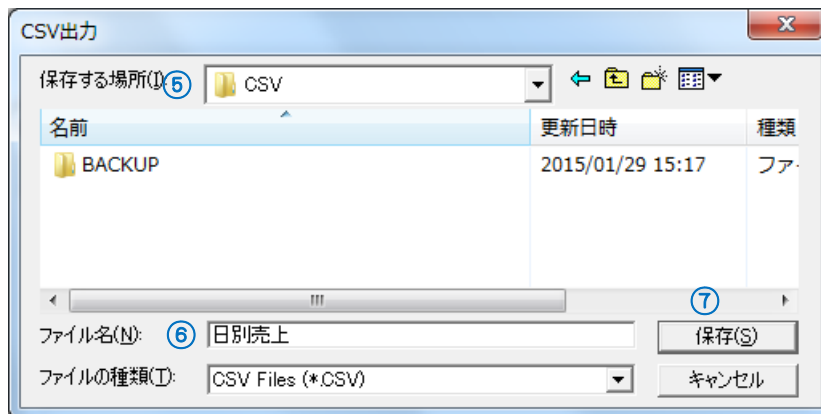 CSV出力
保存する場所(I): ⑤ CSV
名前 更新日時 種類
BACKUP 2015/01/29 15:17 ファ
⑦
ファイル名(N): ⑥ 日別売上 保存(S)
ファイルの種類(T): CSV Files (*.CSV) キャンセル